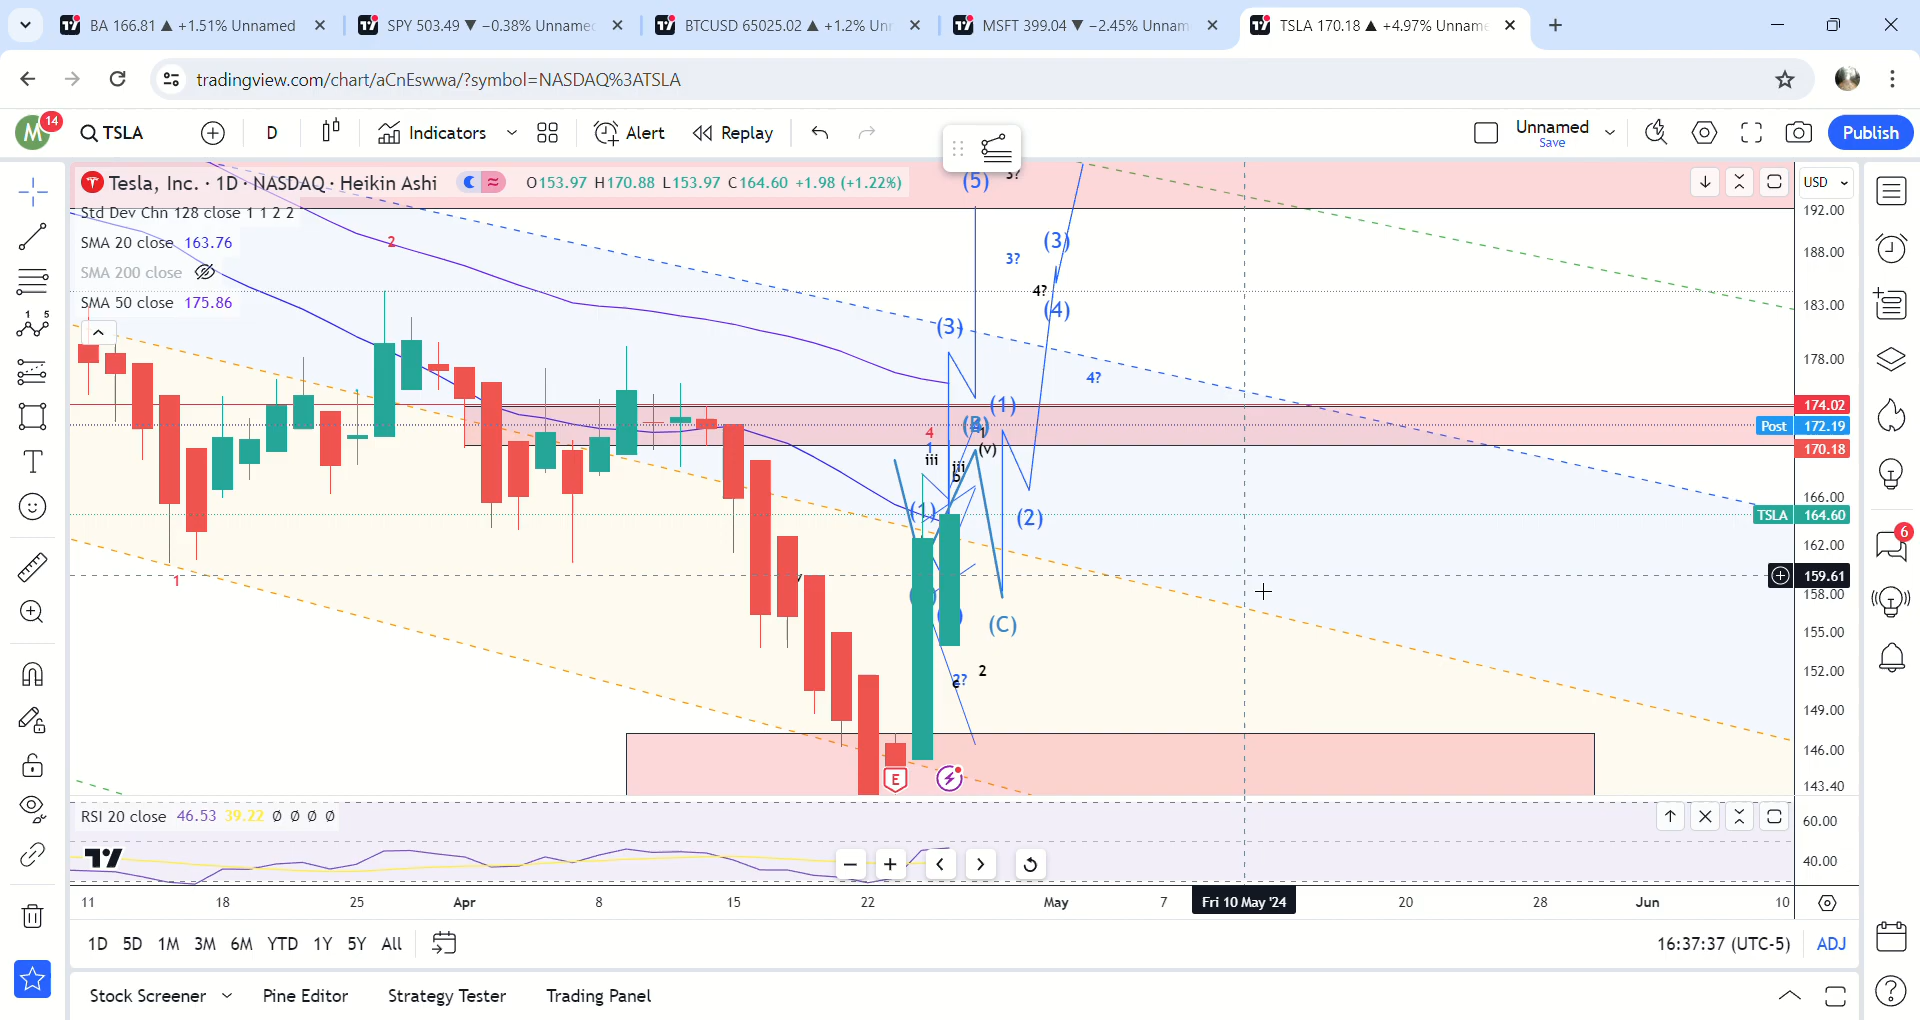 BA 166.81 ▲ +1.51% Unnamed
SPY 503.49 ▼ −0.38% Unname
BTCUSD 65025.02 ▲ +1.2% Un
MSFT 399.04 ▼ −2.45% Unnam
TSLA 170.18 ▲ +4.97% Unname
tradingview.com/chart/aCnEswwa/?symbol=NASDAQ%3ATSLA
M 14
TSLA
D
Indicators
Alert
Replay
Unnamed
Save
Publish
Tesla, Inc. · 1D · NASDAQ · Heikin Ashi
O153.97 H170.88 L153.97 C164.60 +1.98 (+1.22%)
Std Dev Chn 128 close 1 1 2 2
SMA 20 close 163.76
SMA 200 close
SMA 50 close 175.86
USD
192.00
188.00
183.00
178.00
174.02
Post 172.19
170.18
166.00
TSLA 164.60
162.00
159.61
158.00
155.00
152.00
149.00
146.00
143.40
(5)
3?
2
(3)
3?
4?
(4)
(3)
4?
(1)
4
1
iii
1
(v)
iii
b
(1)
(2)
1
v
(C)
2
2?
c
E
RSI 20 close 46.53 39.22 Ø Ø Ø Ø
60.00
40.00
11
18
25
Apr
8
15
22
May
7
Fri 10 May '24
20
28
Jun
10
1D 5D 1M 3M 6M YTD 1Y 5Y All
16:37:37 (UTC-5)
ADJ
6
Stock Screener
Pine Editor
Strategy Tester
Trading Panel